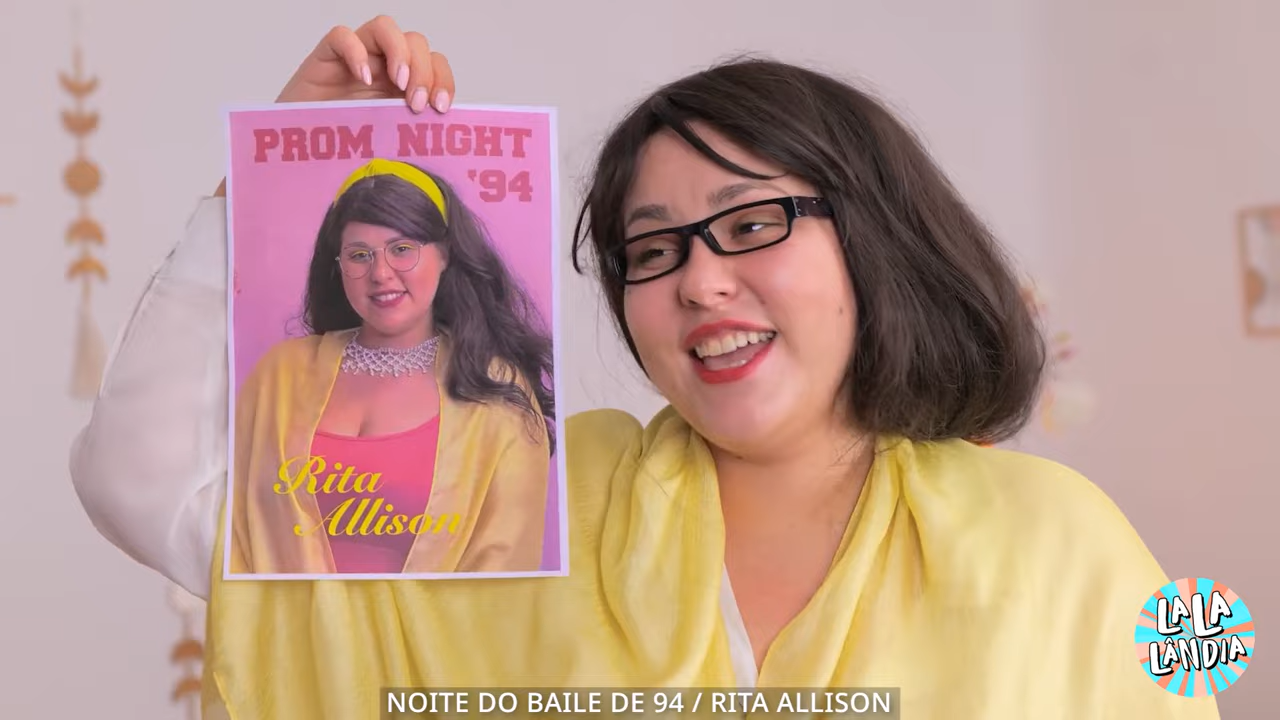 PROM NIGHT
'94
Rita
Allison
LA LA
LÂNDIA
NOITE DO BAILE DE 94 / RITA ALLISON